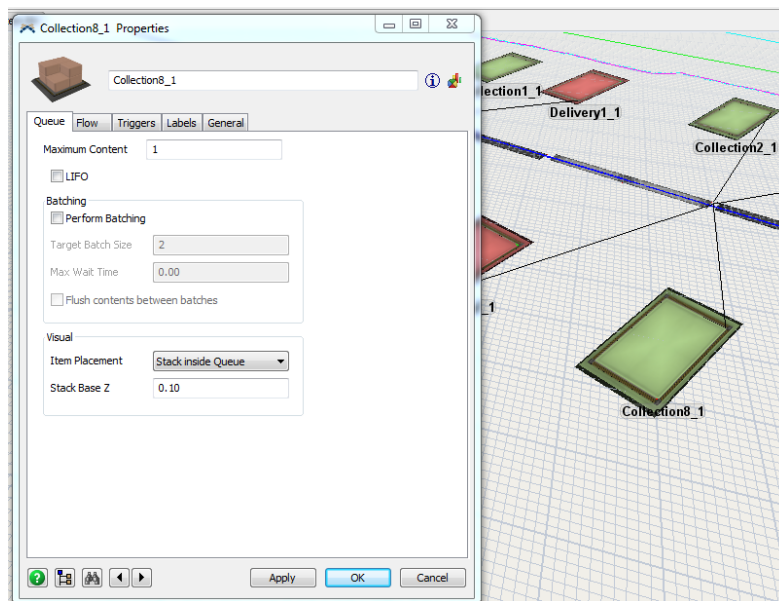 Collection8_1 Properties
Collection8_1
Queue
Flow
Triggers
Labels
General
Maximum Content
1
LIFO
Batching
Perform Batching
Target Batch Size
2
Max Wait Time
0.00
Flush contents between batches
Visual
Item Placement
Stack inside Queue
Stack Base Z
0.10
Apply
OK
Cancel
lection1_1
Delivery1_1
Collection2_1
_1
Collection8_1